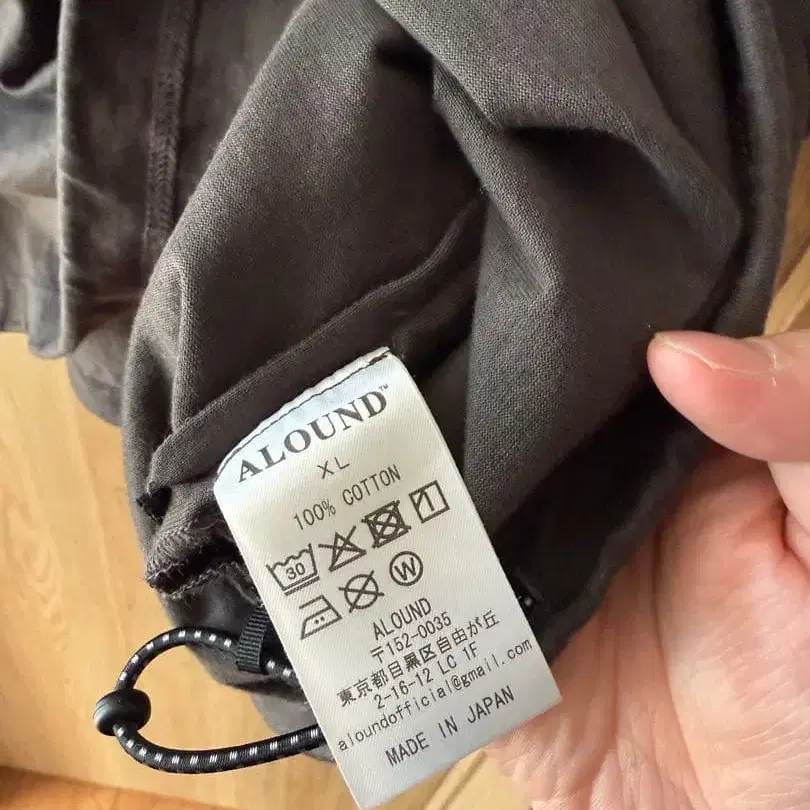 ALOUND™
XL
100% COTTON
30
W
ALOUND
〒152-0035
東京都目黒区自由が丘
2-16-12 LC 1F
aloundofficial@gmail.com
MADE IN JAPAN